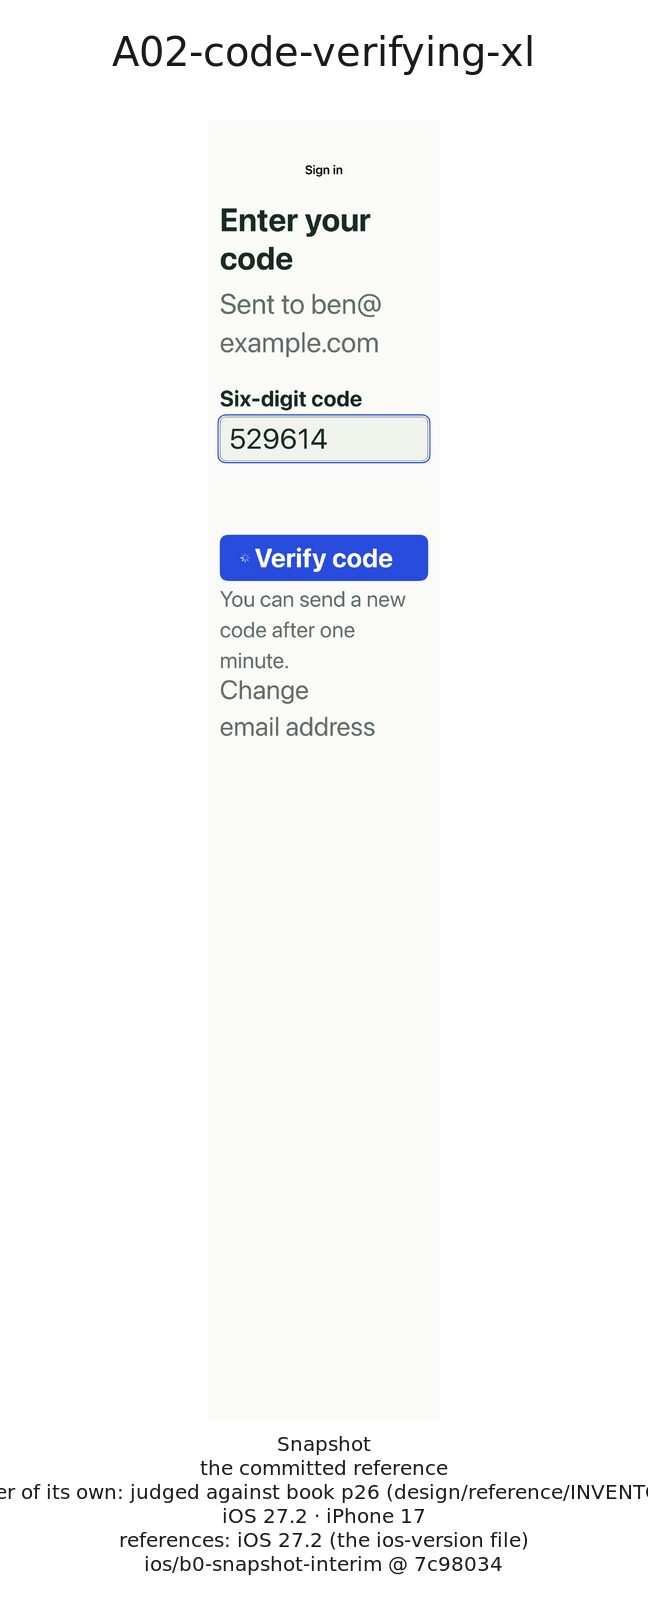 A02-code-verifying-xl
Sign in
Enter your
code
Sent to ben@
example.com
Six-digit code
529614
Verify code
You can send a new
code after one
minute.
Change
email address
Snapshot
the committed reference
of its own: judged against book p26 (design/reference/
iOS 27.2 · iPhone 17
references: iOS 27.2 (the ios-version file)
ios/b0-snapshot-interim @ 7c98034